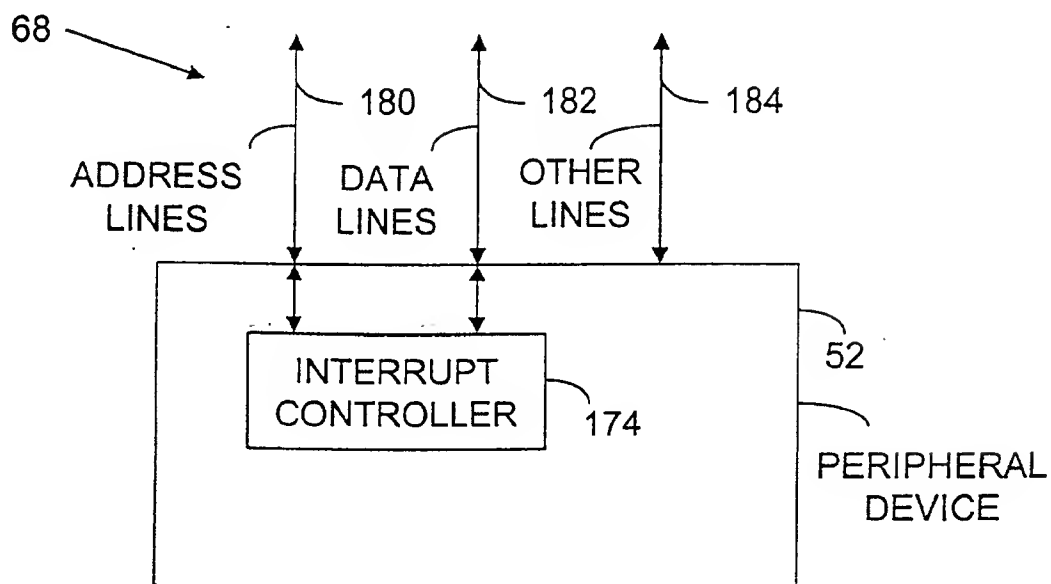 68
180
182
184
ADDRESS
LINES
DATA
LINES
OTHER
LINES
INTERRUPT
CONTROLLER
174
52
PERIPHERAL
DEVICE